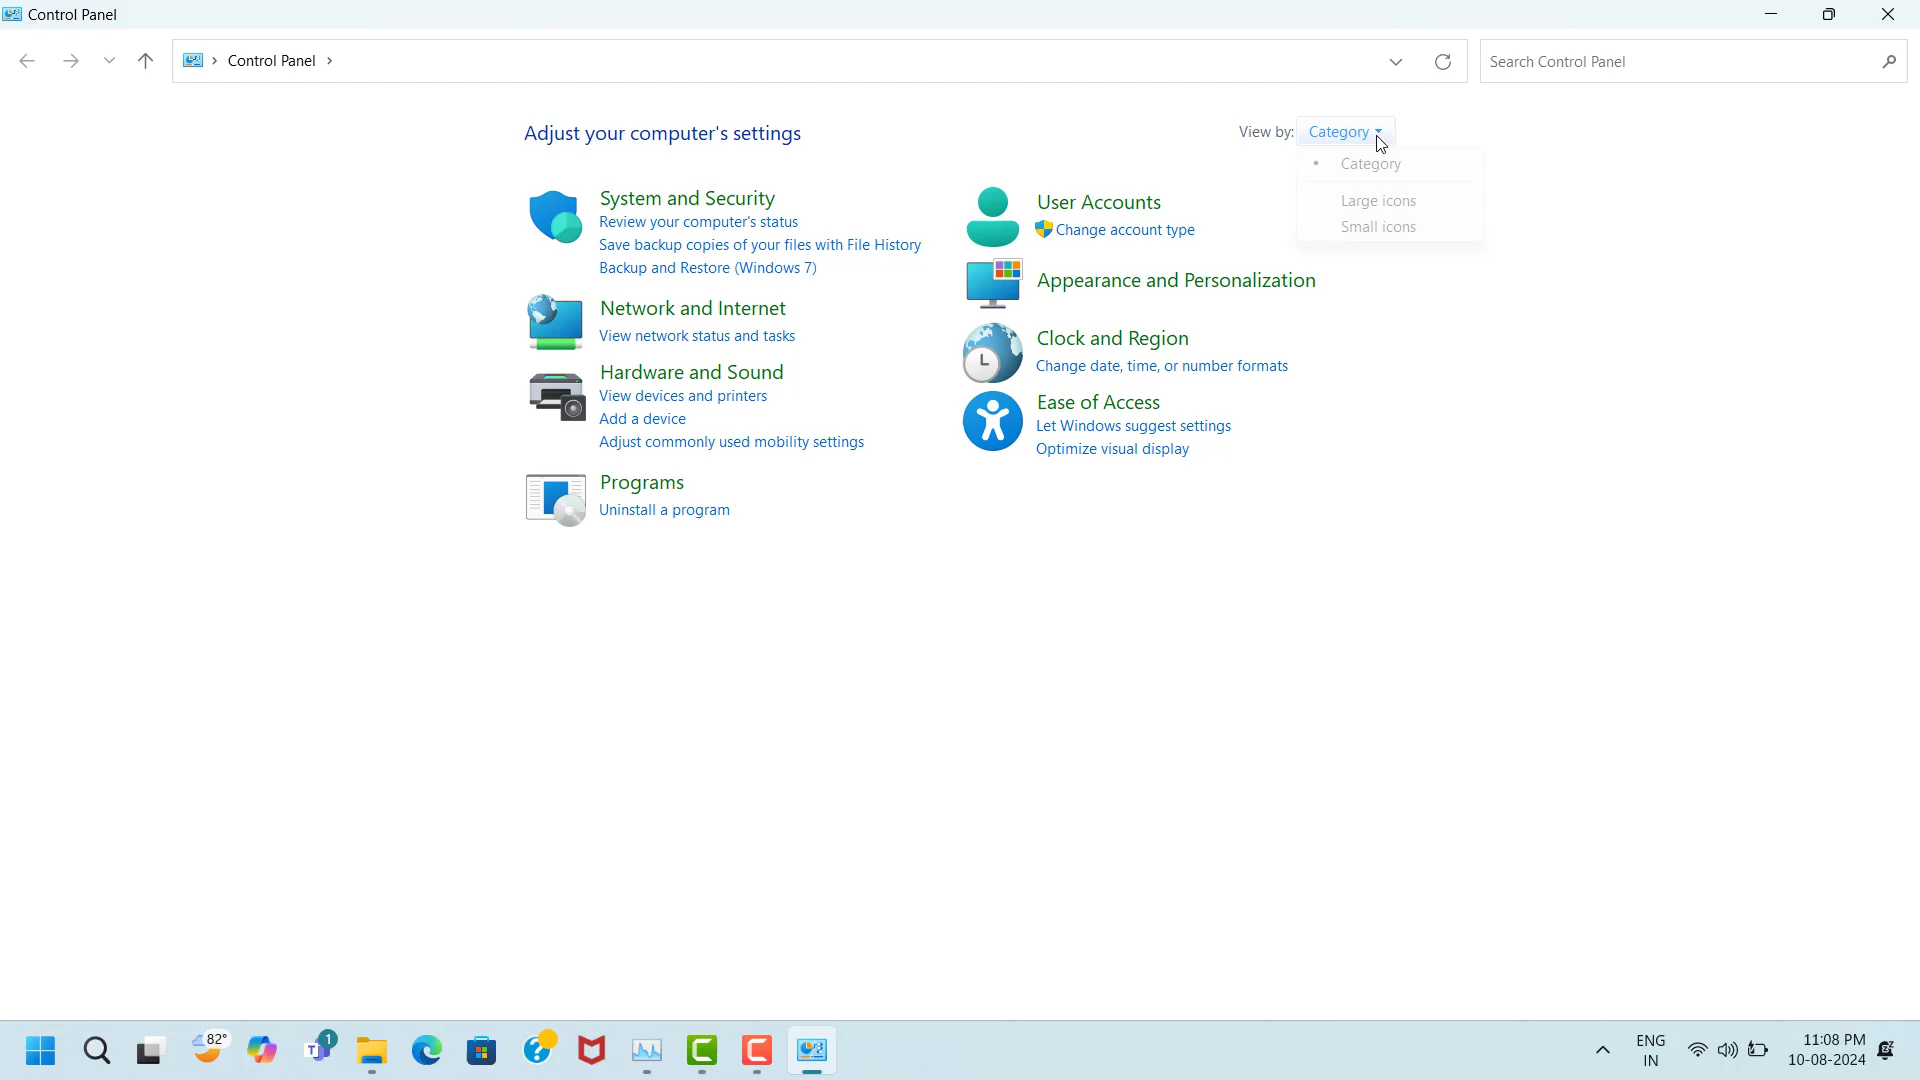 Control Panel
Control Panel
Search Control Panel
Adjust your computer's settings
View by: Category
Category
Large icons
Small icons
System and Security
Review your computer's status
Save backup copies of your files with File History
Backup and Restore (Windows 7)
Network and Internet
View network status and tasks
Hardware and Sound
View devices and printers
Add a device
Adjust commonly used mobility settings
Programs
Uninstall a program
User Accounts
Change account type
Appearance and Personalization
Clock and Region
Change date, time, or number formats
Ease of Access
Let Windows suggest settings
Optimize visual display
82°
1
ENG
IN
11:08 PM
10-08-2024